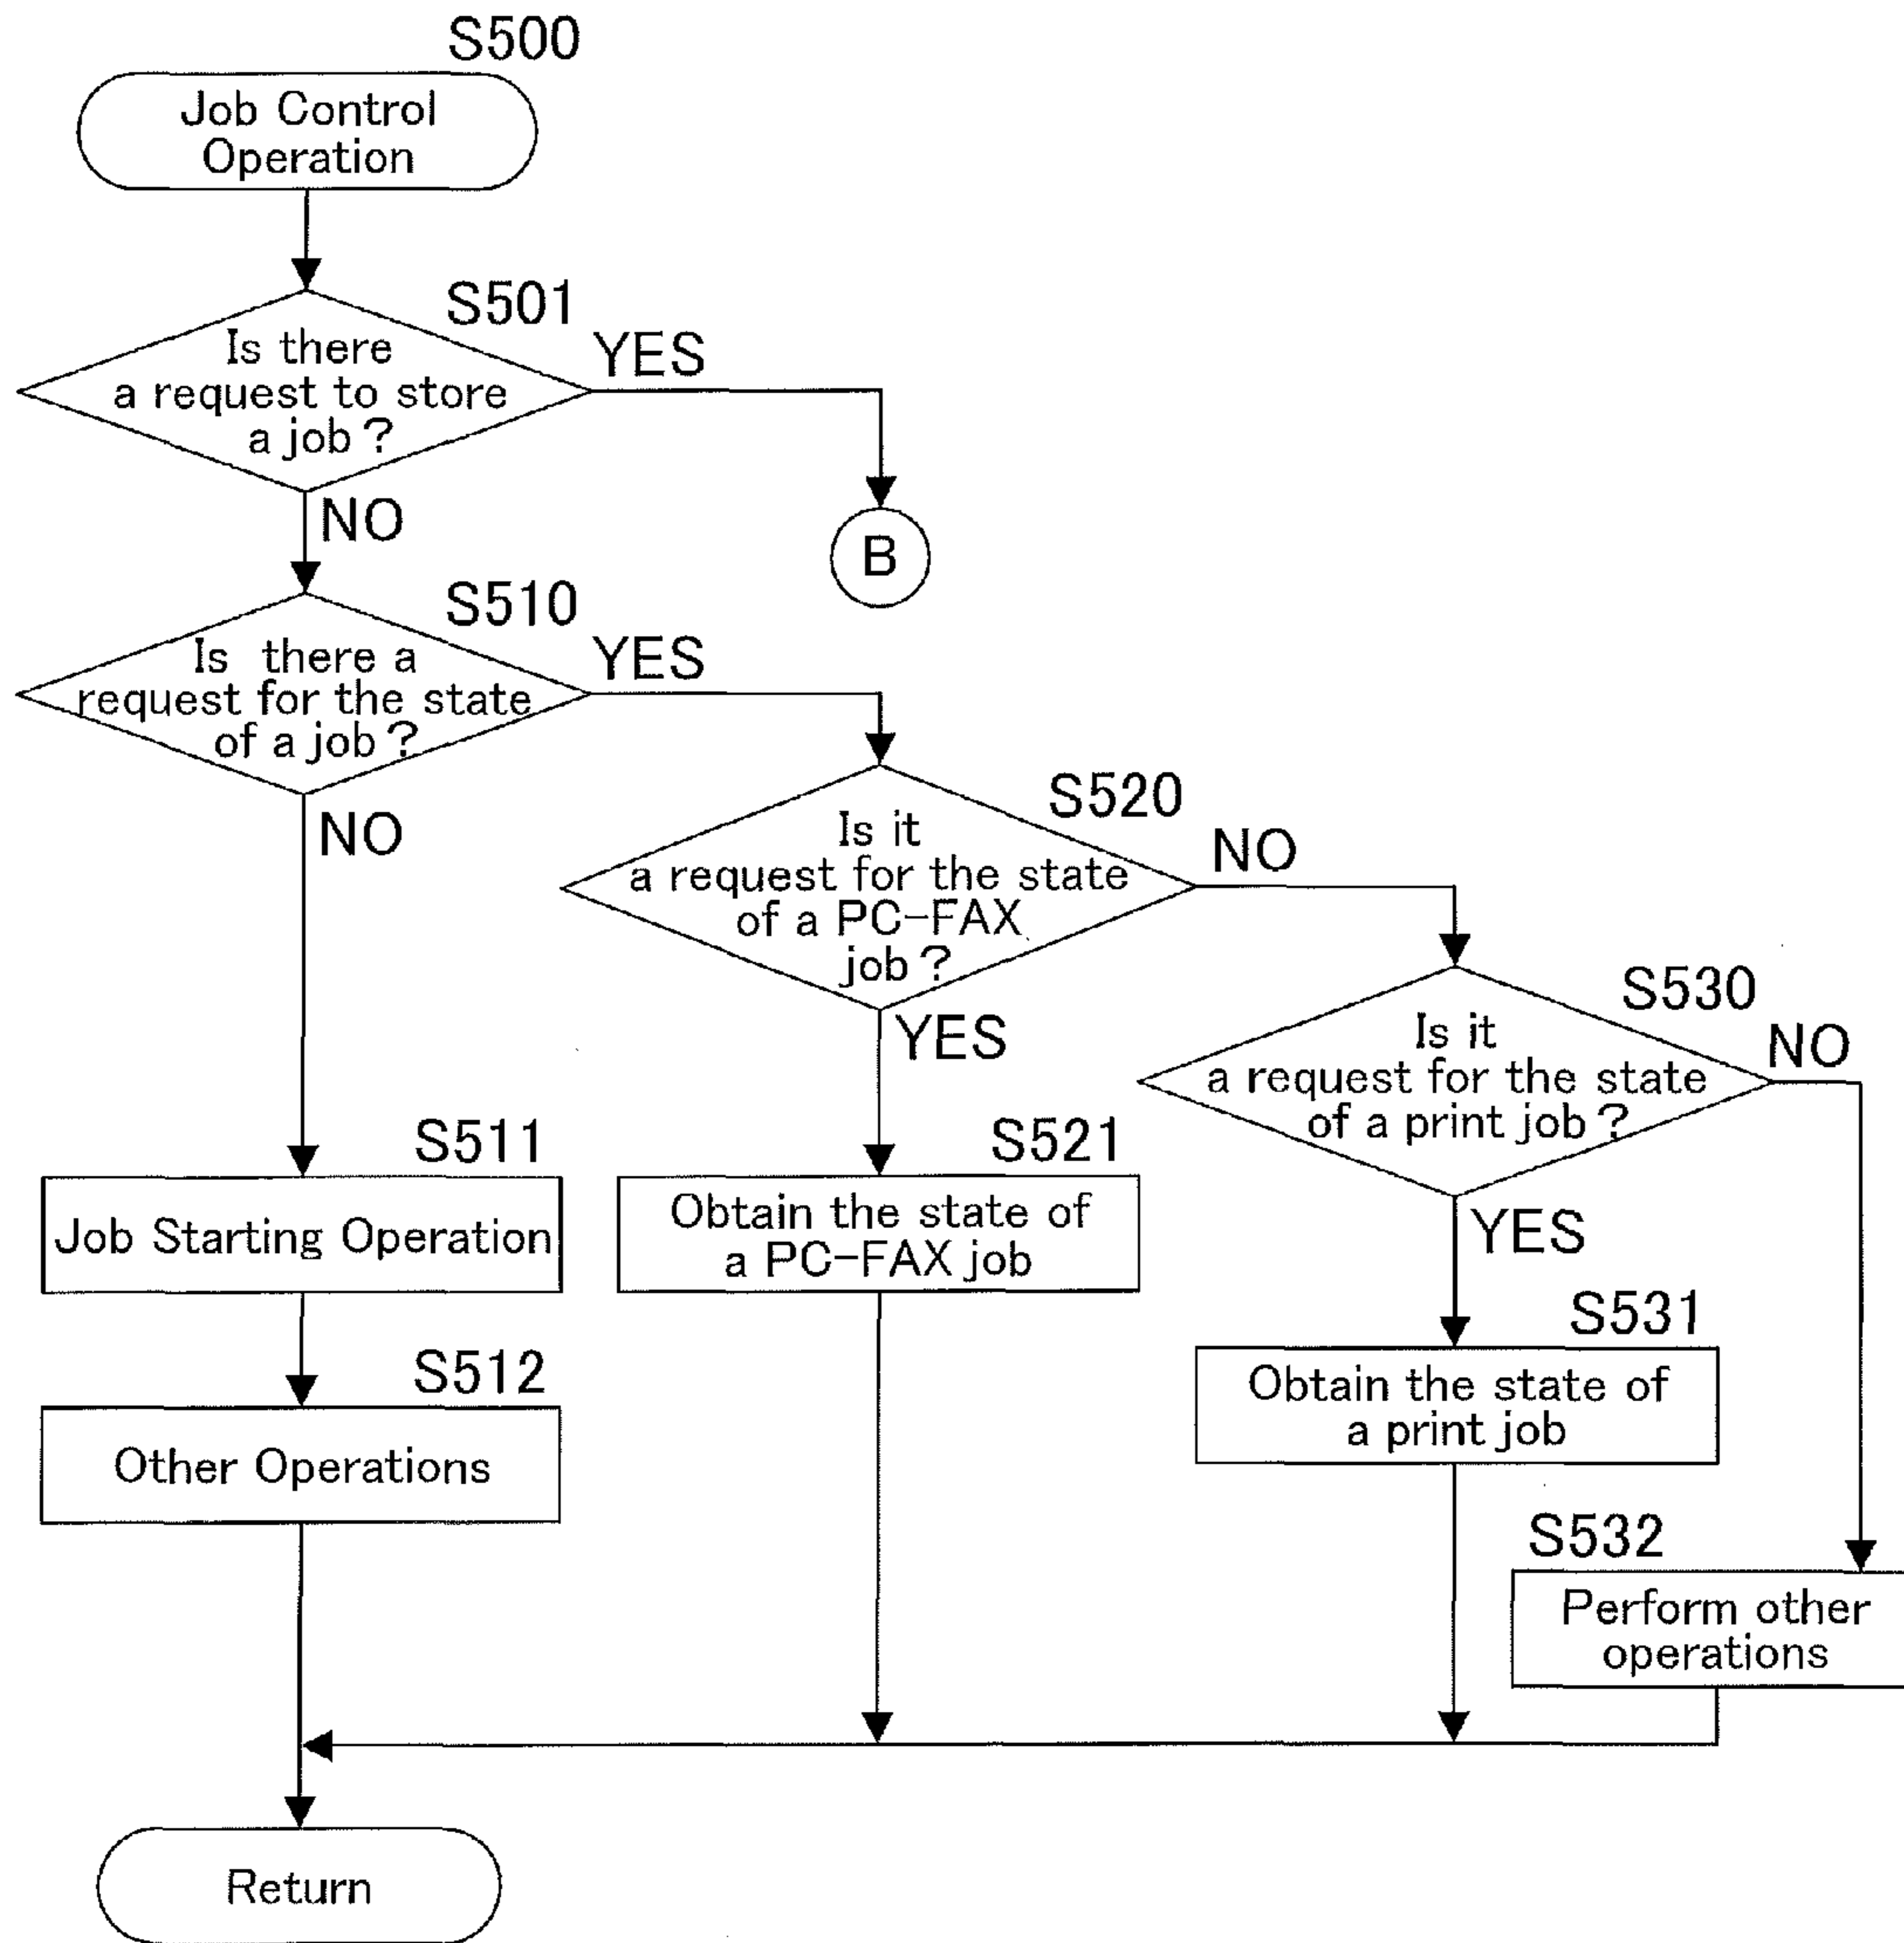 S500
Job Control
Operation
S501
Is there
a request to store
a job ?
YES
NO
B
S510
Is there a
request for the state
of a job ?
YES
NO
S520
Is it
a request for the state
of a PC-FAX
job ?
NO
YES
S530
Is it
a request for the state
of a print job ?
NO
YES
S511
Job Starting Operation
S521
Obtain the state of
a PC-FAX job
S531
Obtain the state of
a print job
S512
Other Operations
S532
Perform other
operations
Return